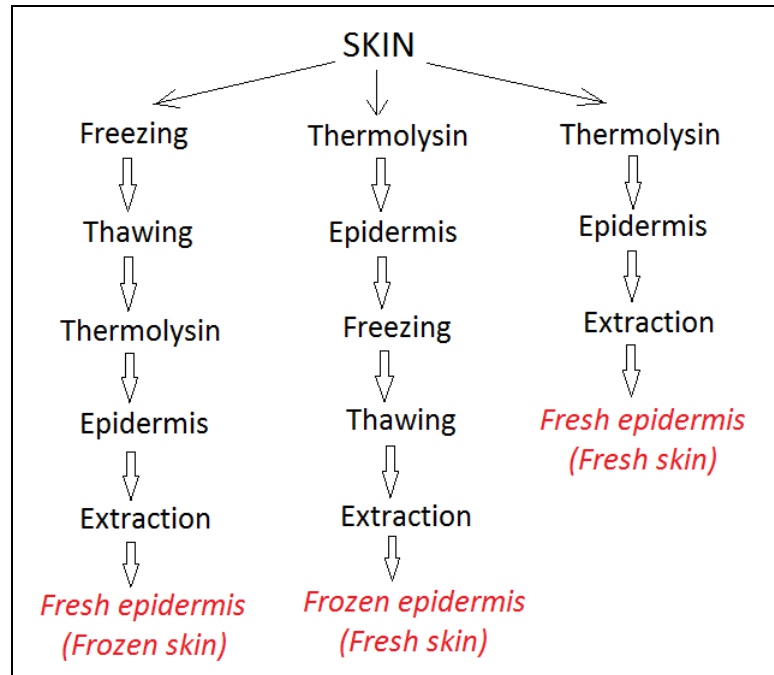 SKIN
Freezing
Thawing
Thermolysin
Epidermis
Extraction
Fresh epidermis
(Frozen skin)
Thermolysin
Epidermis
Freezing
Thawing
Extraction
Frozen epidermis
(Fresh skin)
Thermolysin
Epidermis
Extraction
Fresh epidermis
(Fresh skin)